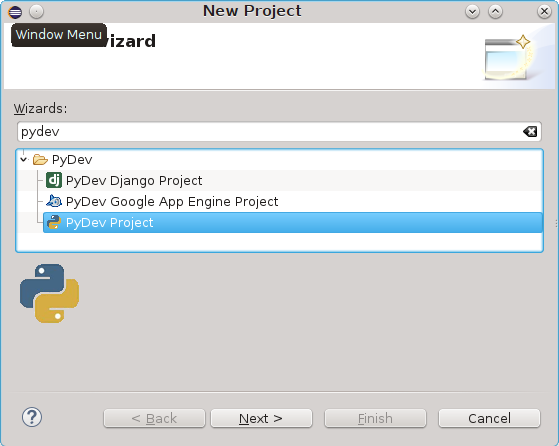 New Project
Window Menu
izard
Wizards:
pydev
PyDev
dj PyDev Django Project
PyDev Google App Engine Project
PyDev Project
?
< Back
Next >
Finish
Cancel